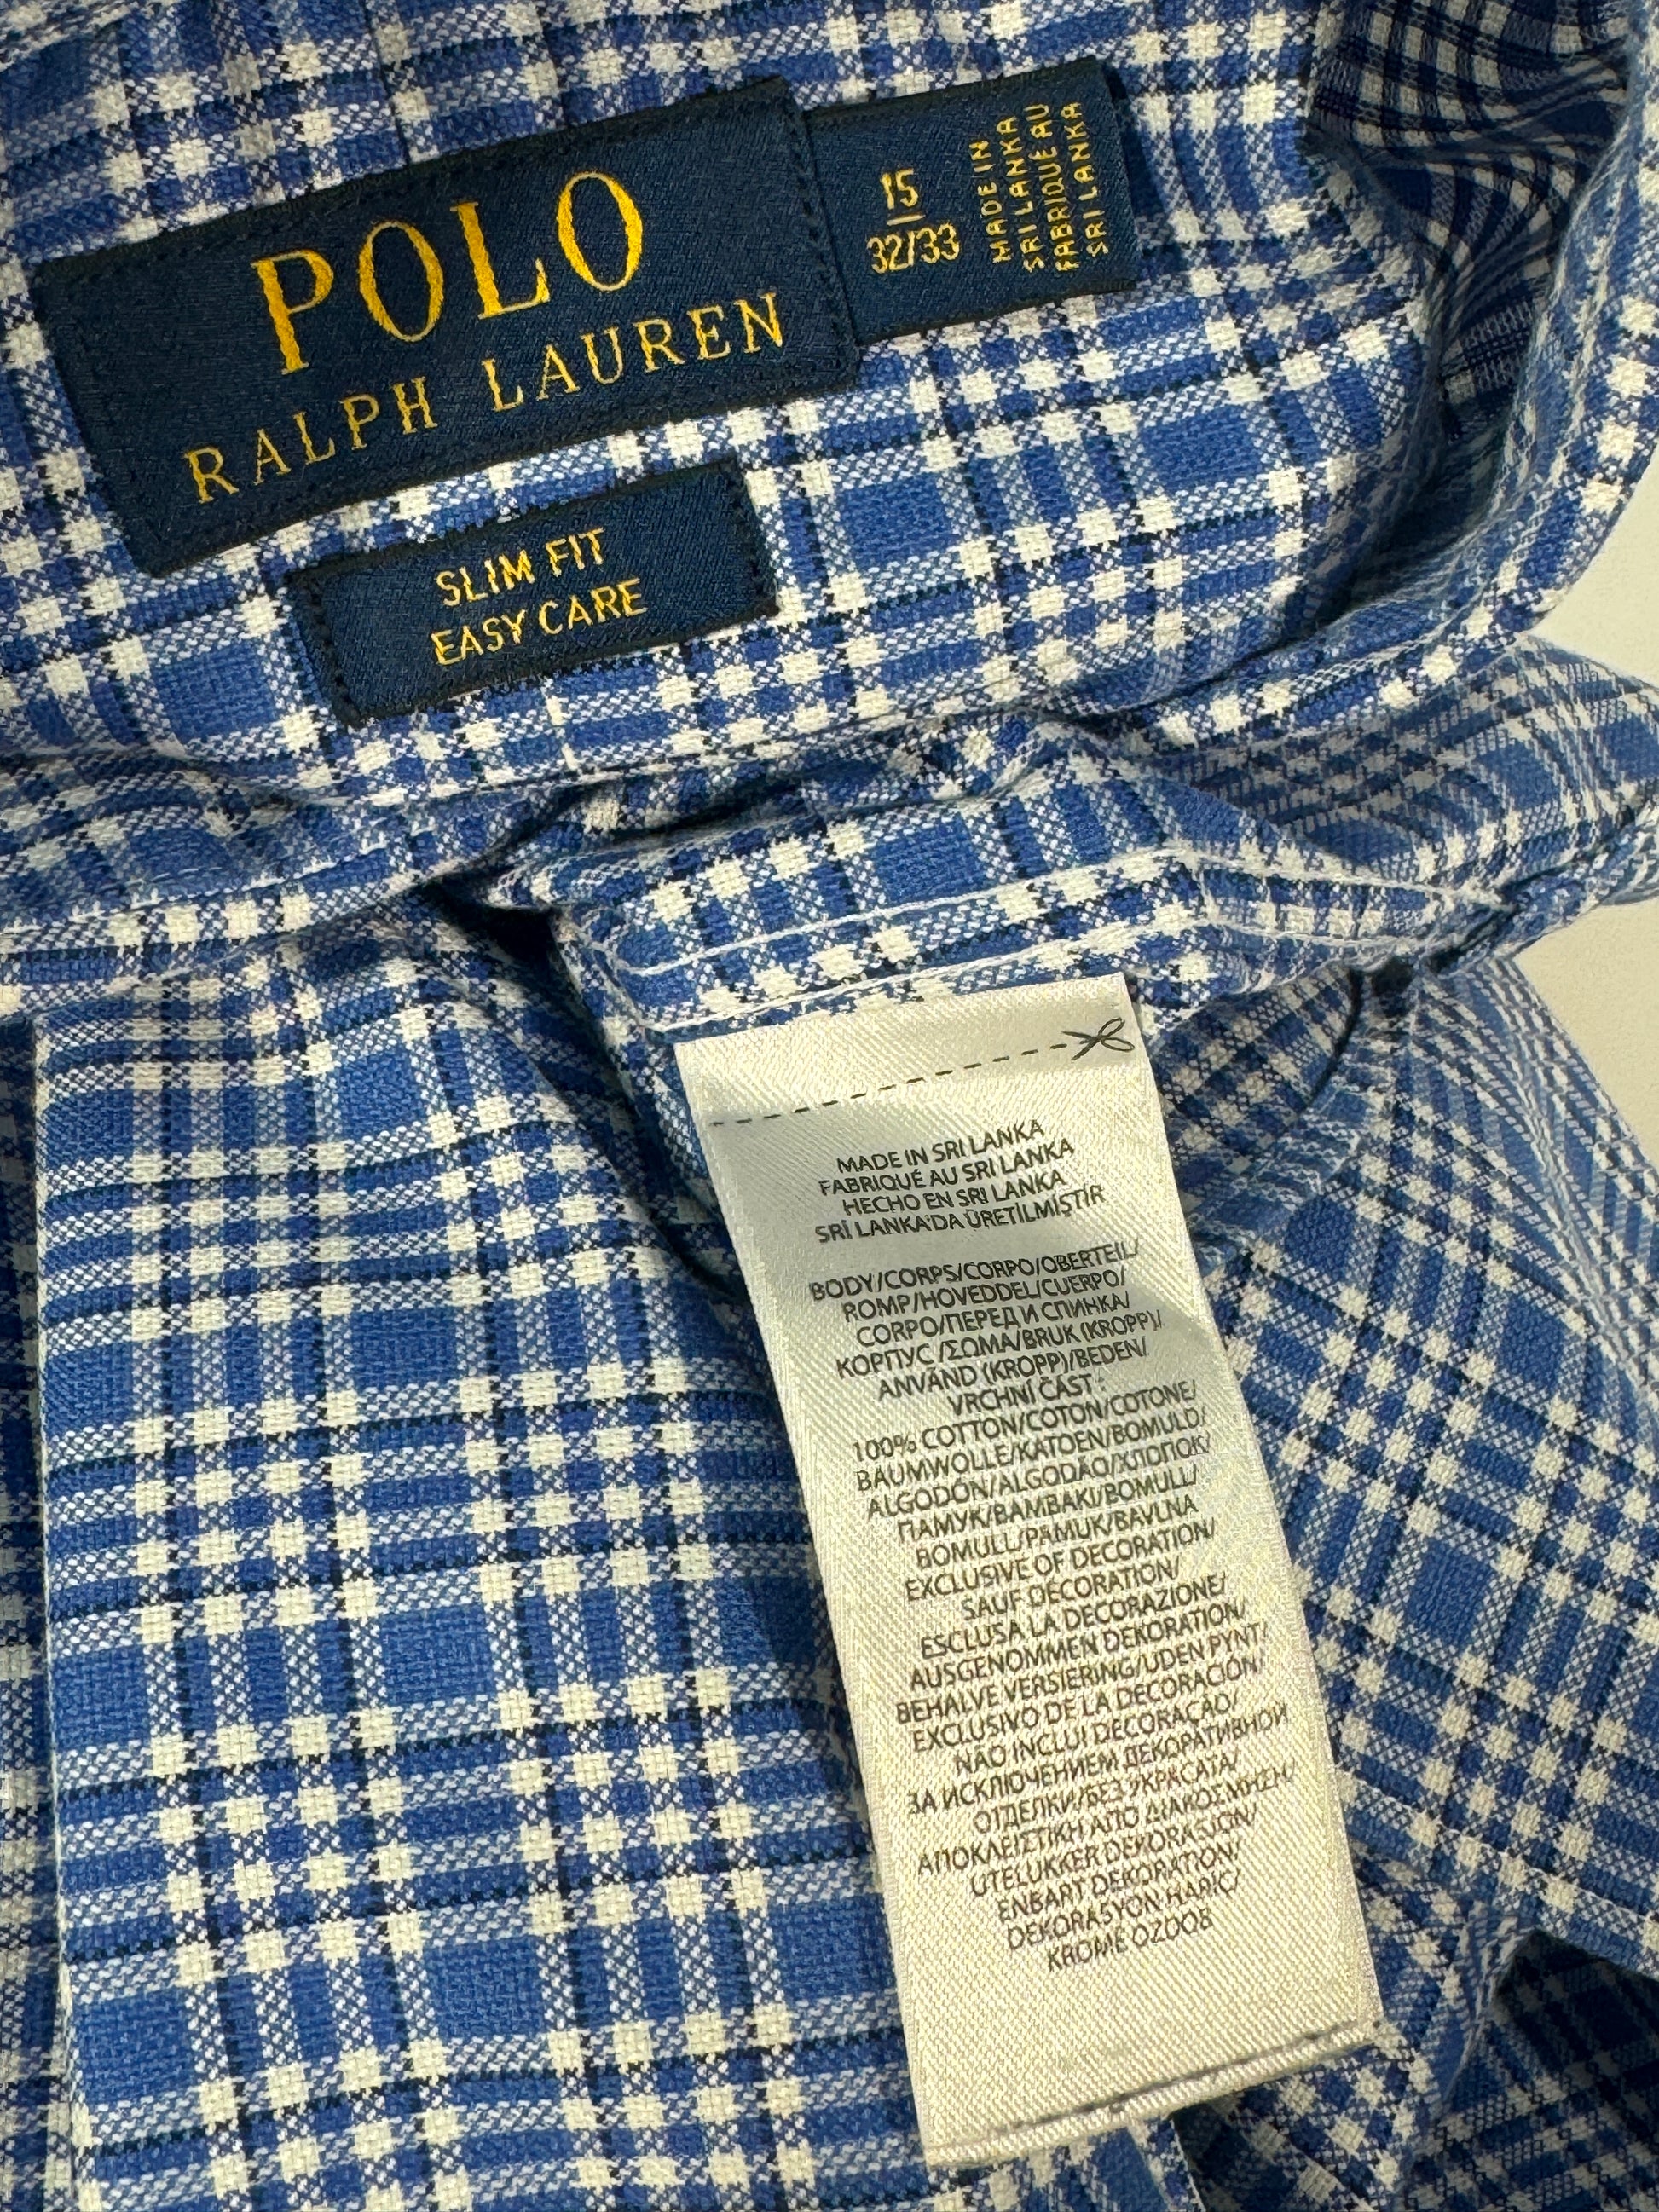 POLO
RALPH LAUREN
15
32/33
MADE IN
SRI LANKA
FABRIQUÉ AU
SRI LANKA
SLIM FIT
EASY CARE
MADE IN SRI LANKA
FABRIQUÉ AU SRI LANKA
HECHO EN SRI LANKA
SRİ LANKA'DA ÜRETİLMİŞTİR
BODY/CORPS/CORPO/OBERTEIL/
ROMP/HOVEDDEL/CUERPO/
CORPO/ПЕРЕД И СПИНКА/
КОРПУС /ΣΩΜΑ/BRUK (KROPP)/
ANVÄND (KROPP)/BEDEN/
VRCHNÍ ČÁST :
100% COTTON/COTON/COTONE/
BAUMWOLLE/KATOEN/BOMULD/
ALGODÓN/ALGODÃO/ХЛОПОК/
ПАМУК/ΒΑΜΒΑΚΙ/BOMULL/
BOMULL/PAMUK/BAVLNA
EXCLUSIVE OF DECORATION/
SAUF DÉCORATION/
ESCLUSA LA DECORAZIONE/
AUSGENOMMEN DEKORATION/
BEHALVE VERSIERING/UDEN PYNT/
EXCLUSIVO DE LA DECORACIÓN/
NÃO INCLUI DECORAÇÃO/
ЗА ИСКЛЮЧЕНИЕМ ДЕКОРАТИВНОЙ
ОТДЕЛКИ/БЕЗ УКРАСАТА/
ΑΠΟΚΛΕΙΣΤΙΚΗ ΑΠΟ ΔΙΑΚΟΣΜΗΣΗ/
UTELUKKER DEKORASJON/
ENBART DEKORATION/
DEKORASYON HARİÇ/
KROMĚ OZDOB